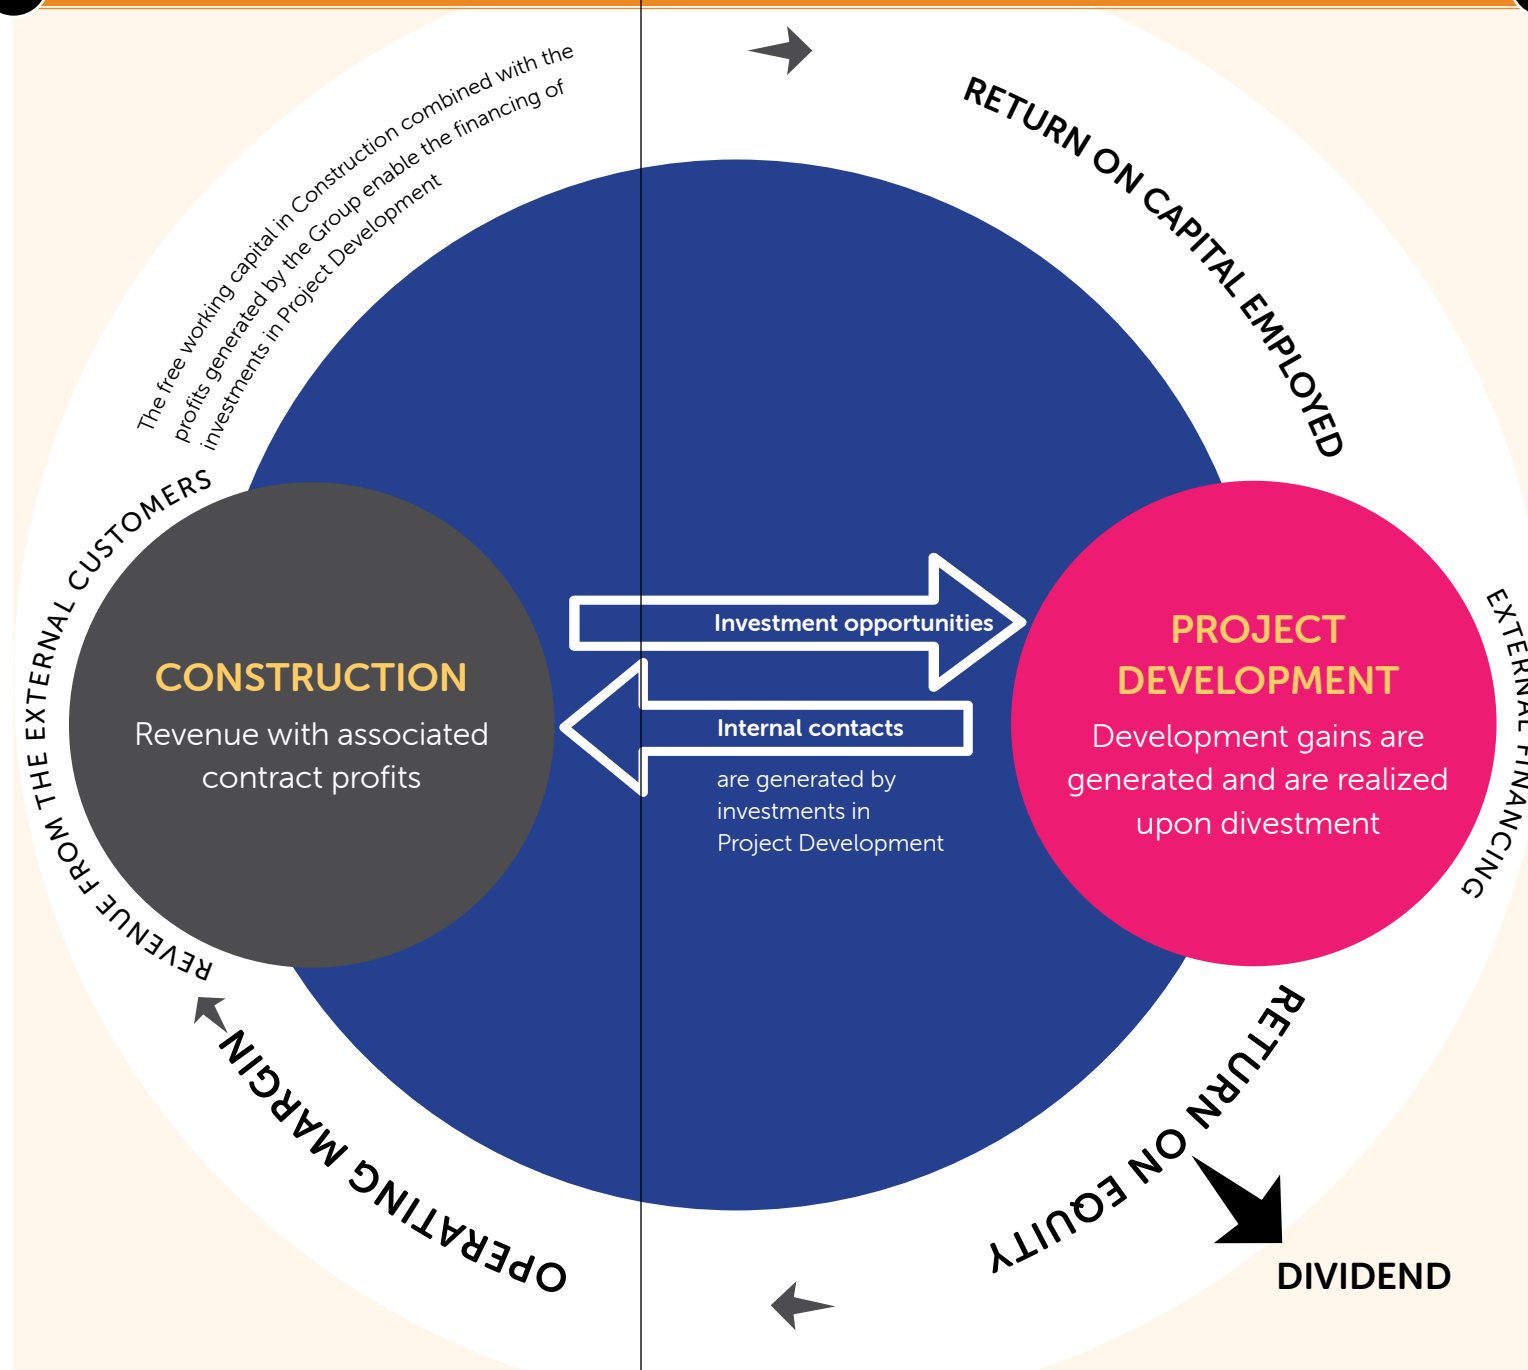 The free working capital in Construction combined with the
profits generated by the Group enable the financing of
investments in Project Development
RETURN ON CAPITAL EMPLOYED
REVENUE FROM THE EXTERNAL CUSTOMERS
CONSTRUCTION
Revenue with associated
contract profits
Investment opportunities
Internal contacts
are generated by
investments in
Project Development
PROJECT
DEVELOPMENT
Development gains are
generated and are realized
upon divestment
EXTERNAL FINANCING
RETURN ON EQUITY
OPERATING MARGIN
DIVIDEND